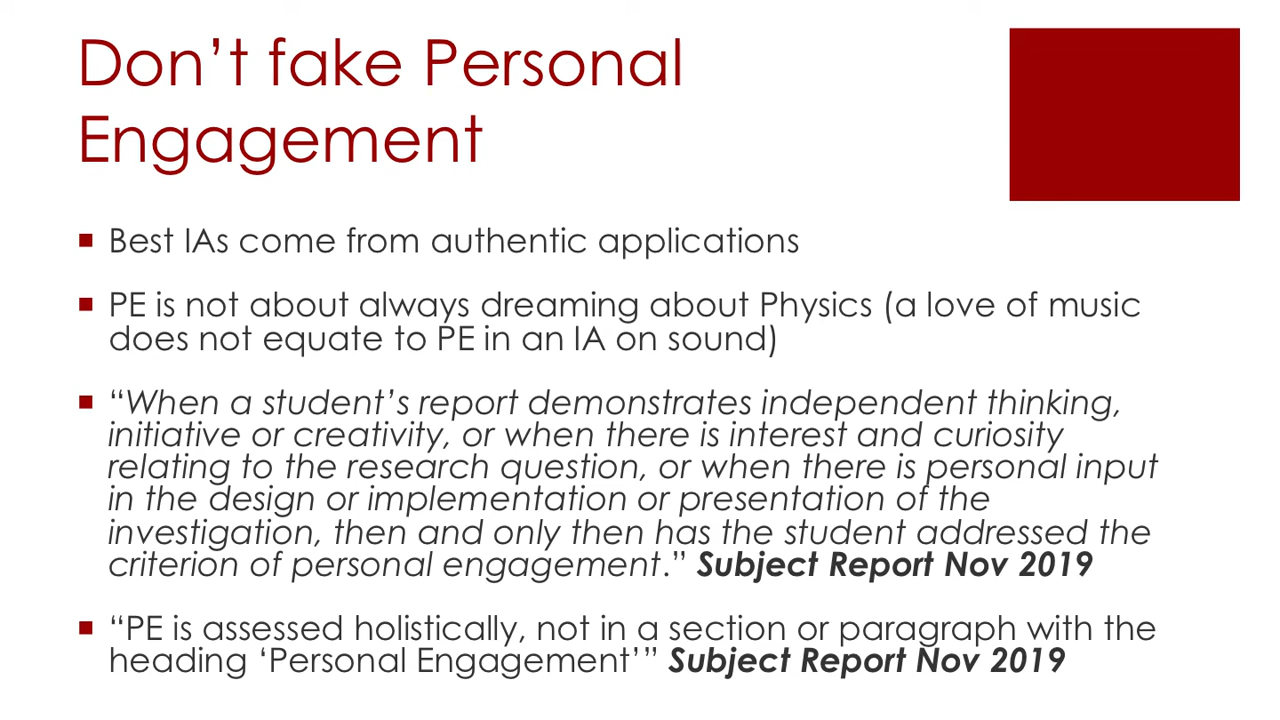 Don’t fake Personal
Engagement
Best IAs come from authentic applications
PE is not about always dreaming about Physics (a love of music
does not equate to PE in an IA on sound)
“When a student’s report demonstrates independent thinking,
initiative or creativity, or when there is interest and curiosity
relating to the research question, or when there is personal input
in the design or implementation or presentation of the
investigation, then and only then has the student addressed the
criterion of personal engagement.” Subject Report Nov 2019
“PE is assessed holistically, not in a section or paragraph with the
heading ‘Personal Engagement’” Subject Report Nov 2019